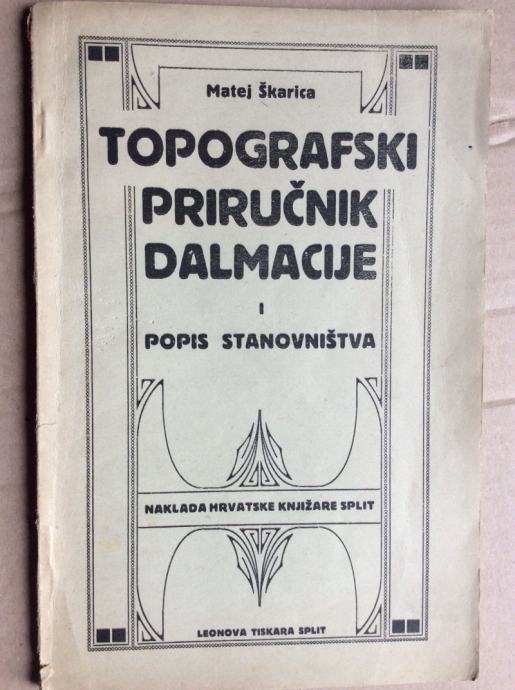 Matej Škarica
TOPOGRAFSKI
PRIRUČNIK
DALMACIJE
I
POPIS STANOVNIŠTVA
NAKLADA HRVATSKE KNJIŽARE SPLIT
LEONOVA TISKARA SPLIT